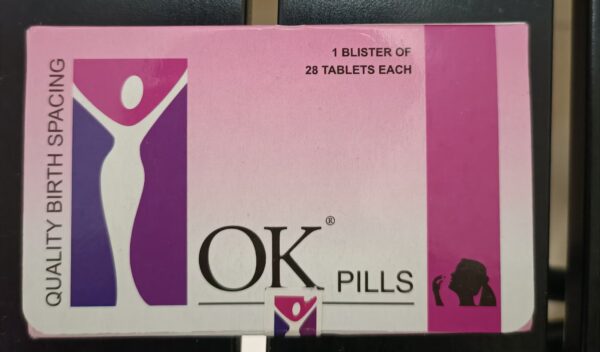 QUALITY BIRTH SPACING
1 BLISTER OF
28 TABLETS EACH
OK® PILLS